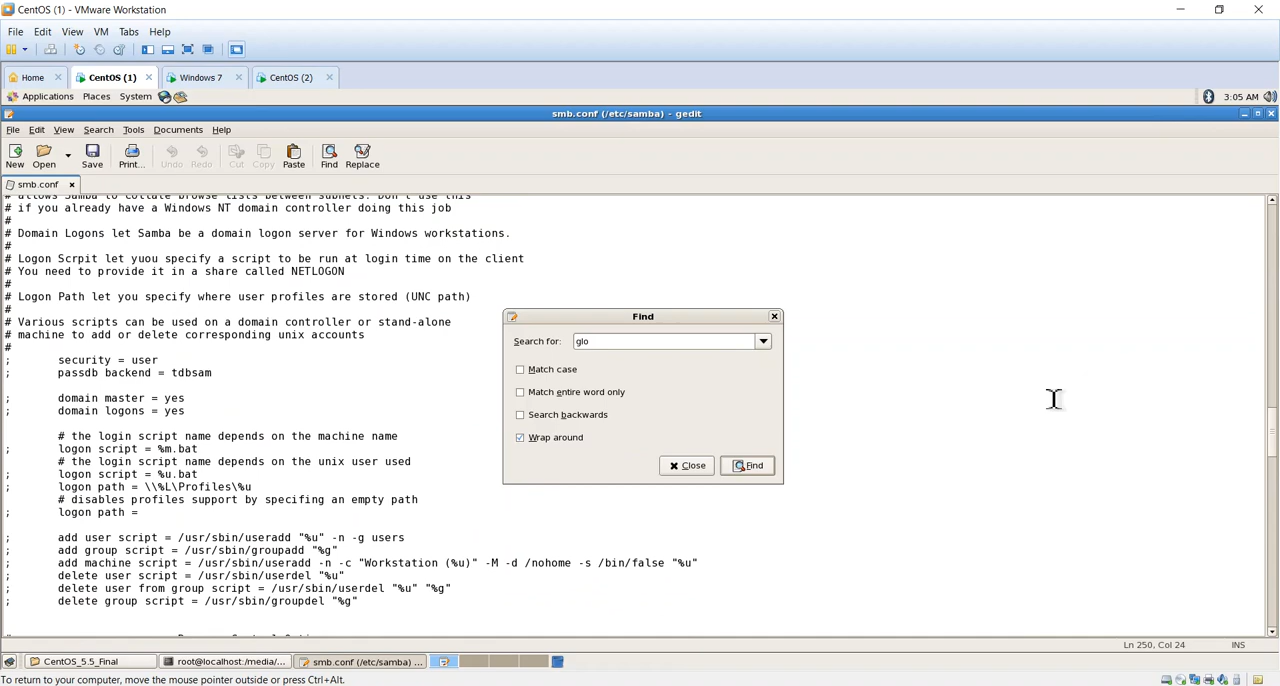 CentOS (1) - VMware Workstation
File Edit View VM Tabs Help
Home CentOS (1) Windows 7 CentOS (2)
Applications Places System 3:05 AM
smb.conf (/etc/samba) - gedit
File Edit View Search Tools Documents Help
New Open Save Print... Undo Redo Cut Copy Paste Find Replace
smb.conf
# allows Samba to collate browse lists between subnets. Don't use this
# if you already have a Windows NT domain controller doing this job
#
# Domain Logons let Samba be a domain logon server for Windows workstations.
#
# Logon Scrpit let yuou specify a script to be run at login time on the client
# You need to provide it in a share called NETLOGON
#
# Logon Path let you specify where user profiles are stored (UNC path)
#
# Various scripts can be used on a domain controller or stand-alone
# machine to add or delete corresponding unix accounts
#
; security = user
; passdb backend = tdbsam
; domain master = yes
; domain logons = yes
# the login script name depends on the machine name
; logon script = %m.bat
# the login script name depends on the unix user used
; logon script = %u.bat
; logon path = \\%L\Profiles\%u
# disables profiles support by specifing an empty path
; logon path =
; add user script = /usr/sbin/useradd "%u" -n -g users
; add group script = /usr/sbin/groupadd "%g"
; add machine script = /usr/sbin/useradd -n -c "Workstation (%u)" -M -d /nohome -s /bin/false "%u"
; delete user script = /usr/sbin/userdel "%u"
; delete user from group script = /usr/sbin/userdel "%u" "%g"
; delete group script = /usr/sbin/groupdel "%g"
Find
Search for: glo
Match case
Match entire word only
Search backwards
Wrap around
Close Find
Ln 250, Col 24 INS
CentOS_5.5_Final root@localhost:/media/... smb.conf (/etc/samba) ...
To return to your computer, move the mouse pointer outside or press Ctrl+Alt.